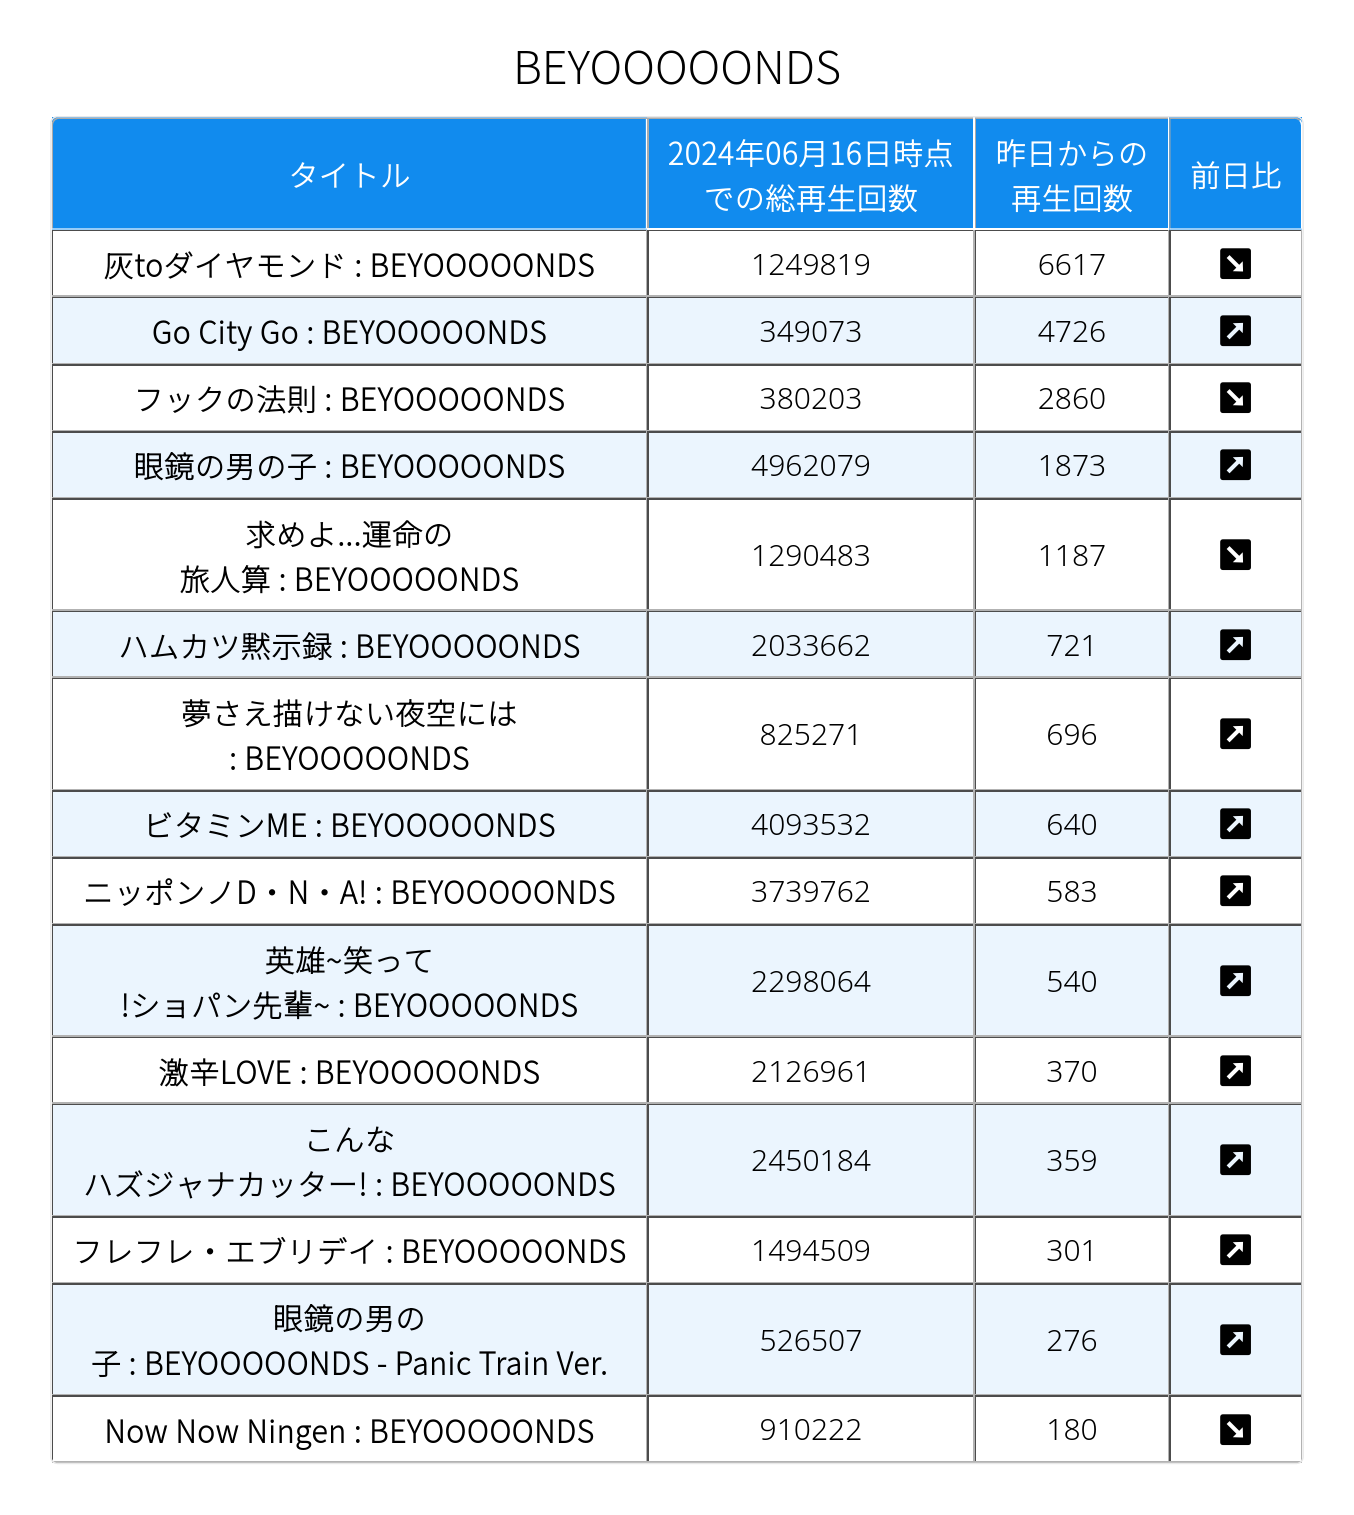 BEYOOOOONDS
タイトル
2024年06月16日時点
での総再生回数
昨日からの
再生回数
前日比
灰toダイヤモンド : BEYOOOOONDS 1249819 6617 ↘
Go City Go : BEYOOOOONDS 349073 4726 ↗
フックの法則 : BEYOOOOONDS 380203 2860 ↘
眼鏡の男の子 : BEYOOOOONDS 4962079 1873 ↗
求めよ...運命の
旅人算 : BEYOOOOONDS 1290483 1187 ↘
ハムカツ黙示録 : BEYOOOOONDS 2033662 721 ↗
夢さえ描けない夜空には
: BEYOOOOONDS 825271 696 ↗
ビタミンME : BEYOOOOONDS 4093532 640 ↗
ニッポンノD・N・A! : BEYOOOOONDS 3739762 583 ↗
英雄~笑って
!ショパン先輩~ : BEYOOOOONDS 2298064 540 ↗
激辛LOVE : BEYOOOOONDS 2126961 370 ↗
こんな
ハズジャナカッター! : BEYOOOOONDS 2450184 359 ↗
フレフレ・エブリデイ : BEYOOOOONDS 1494509 301 ↗
眼鏡の男の
子 : BEYOOOOONDS - Panic Train Ver. 526507 276 ↗
Now Now Ningen : BEYOOOOONDS 910222 180 ↘